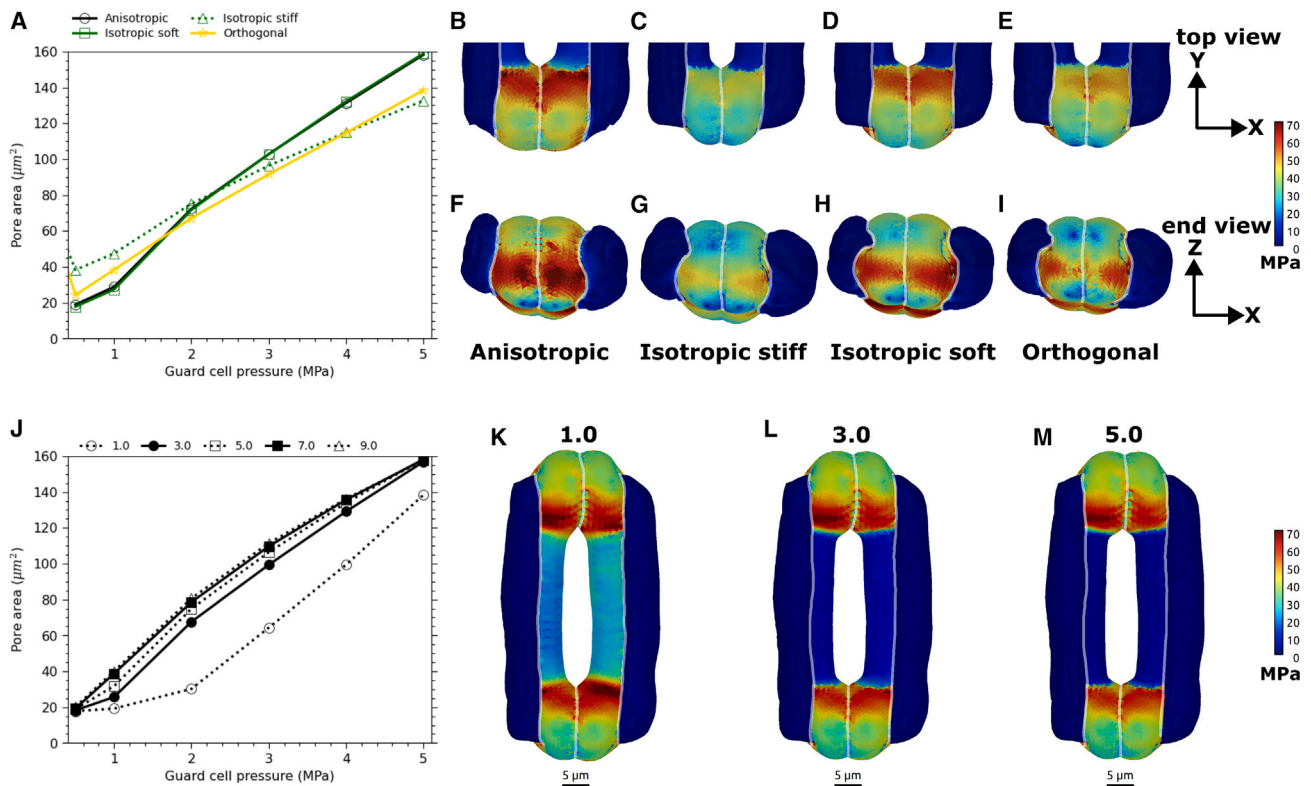 A
Anisotropic
Isotropic soft
Isotropic stiff
Orthogonal
160
140
120
100
80
60
40
20
0
Pore area (μm²)
1 2 3 4 5
Guard cell pressure (MPa)
B C D E
top view
Y
X
70
60
50
40
30
20
10
0
MPa
F G H I
end view
Z
X
Anisotropic Isotropic stiff Isotropic soft Orthogonal
J
1.0 3.0 5.0 7.0 9.0
160
140
120
100
80
60
40
20
0
Pore area (μm²)
1 2 3 4 5
Guard cell pressure (MPa)
K 1.0 L 3.0 M 5.0
70
60
50
40
30
20
10
0
MPa
5 μm 5 μm 5 μm